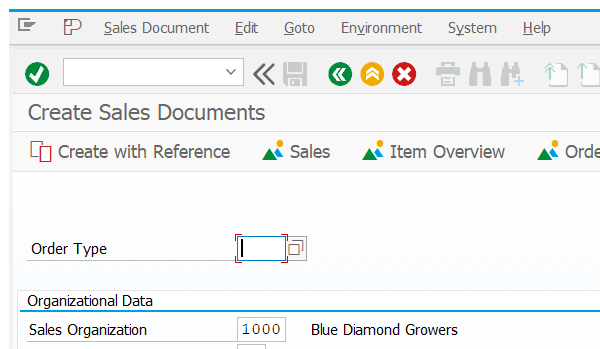 Sales Document Edit Goto Environment System Help
Create Sales Documents
Create with Reference Sales Item Overview
Order Type
Organizational Data
Sales Organization 1000 Blue Diamond Growers